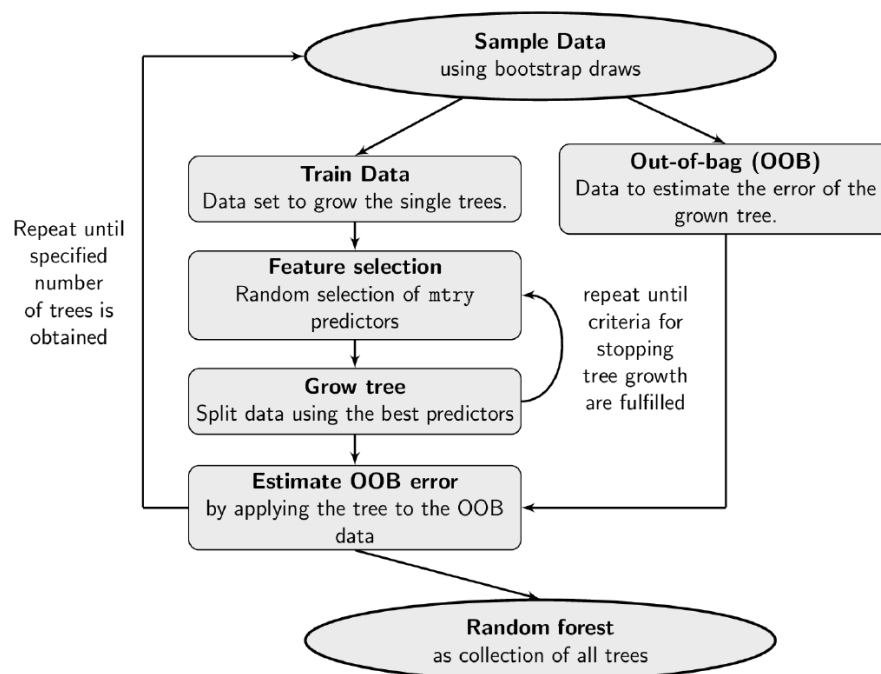 Sample Data
using bootstrap draws
Train Data
Data set to grow the single trees.
Out-of-bag (OOB)
Data to estimate the error of the
grown tree.
Repeat until
specified
number
of trees is
obtained
Feature selection
Random selection of mtry
predictors
repeat until
criteria for
stopping
tree growth
are fulfilled
Grow tree
Split data using the best predictors
Estimate OOB error
by applying the tree to the OOB
data
Random forest
as collection of all trees